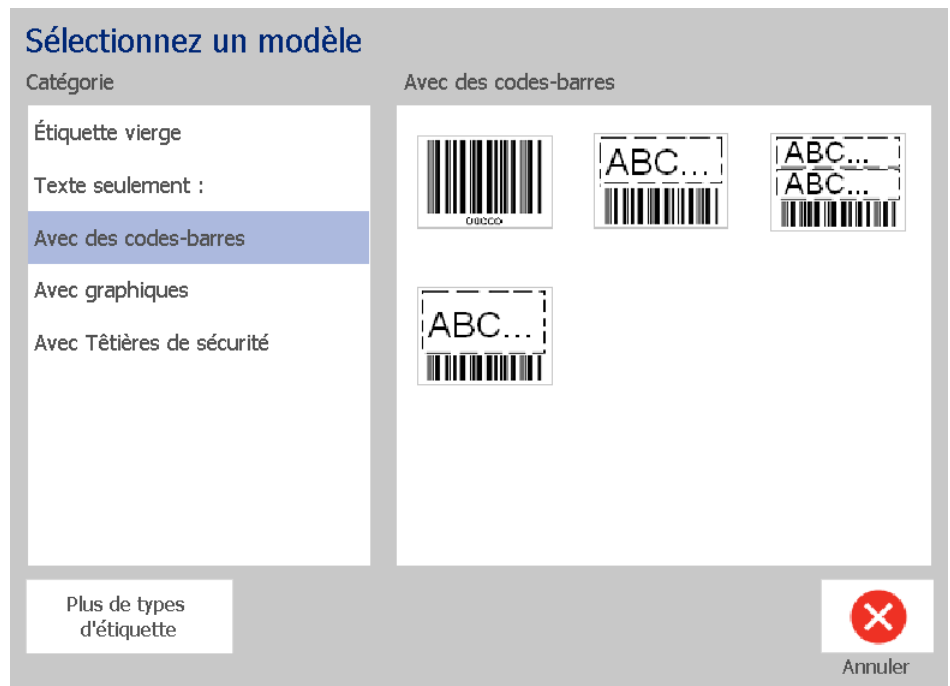 Sélectionnez un modèle
Catégorie
Avec des codes-barres
Étiquette vierge
Texte seulement :
Avec des codes-barres
Avec graphiques
Avec Têtières de sécurité
00000
ABC...
ABC...
ABC...
ABC...
Plus de types
d'étiquette
Annuler